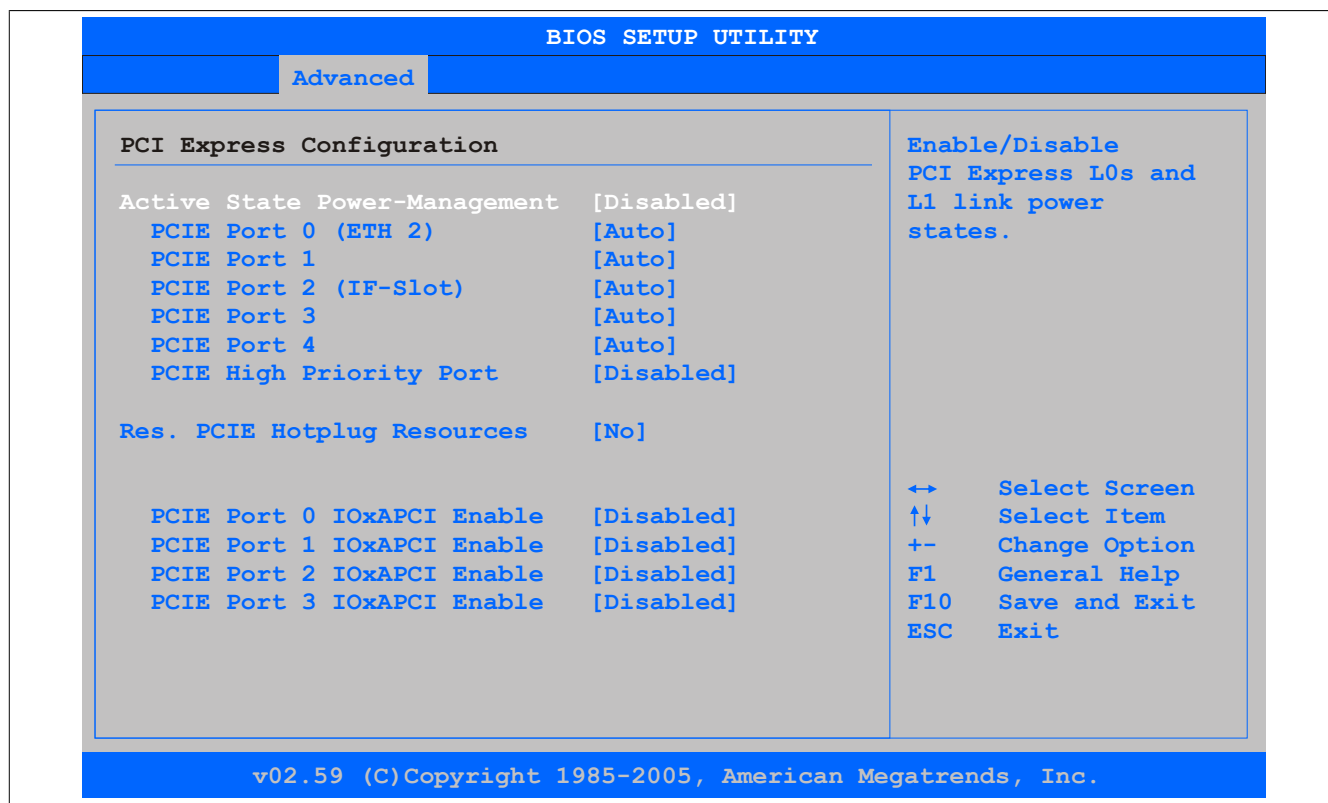 BIOS SETUP UTILITY
Advanced
PCI Express Configuration
Active State Power-Management [Disabled]
PCIE Port 0 (ETH 2) [Auto]
PCIE Port 1 [Auto]
PCIE Port 2 (IF-Slot) [Auto]
PCIE Port 3 [Auto]
PCIE Port 4 [Auto]
PCIE High Priority Port [Disabled]
Res. PCIE Hotplug Resources [No]
PCIE Port 0 IOxAPCI Enable [Disabled]
PCIE Port 1 IOxAPCI Enable [Disabled]
PCIE Port 2 IOxAPCI Enable [Disabled]
PCIE Port 3 IOxAPCI Enable [Disabled]
Enable/Disable
PCI Express L0s and
L1 link power
states.
↔ Select Screen
↑↓ Select Item
+- Change Option
F1 General Help
F10 Save and Exit
ESC Exit
v02.59 (C)Copyright 1985-2005, American Megatrends, Inc.